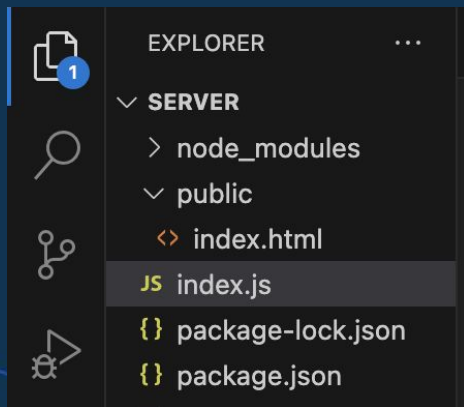 EXPLORER ...
1
SERVER
node_modules
public
<> index.html
JS index.js
{} package-lock.json
{} package.json